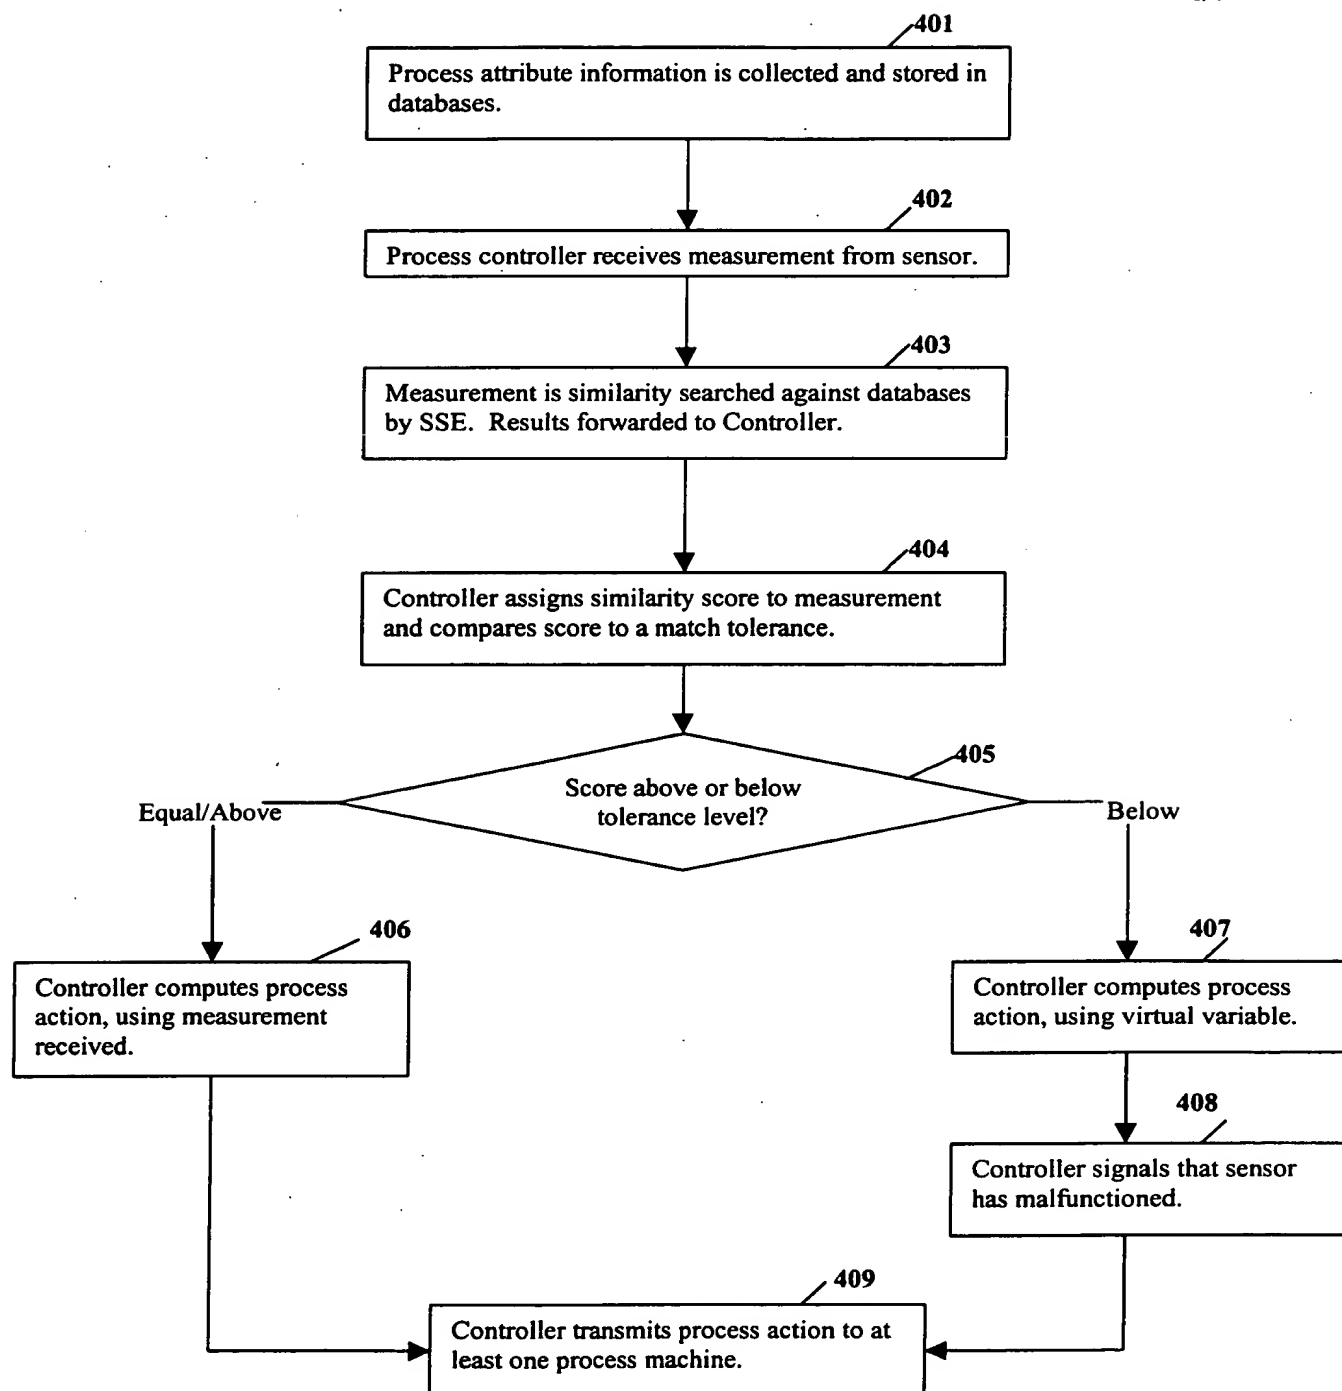 401
Process attribute information is collected and stored in
databases.
402
Process controller receives measurement from sensor.
403
Measurement is similarity searched against databases
by SSE. Results forwarded to Controller.
404
Controller assigns similarity score to measurement
and compares score to a match tolerance.
405
Score above or below
tolerance level?
Equal/Above
Below
406
Controller computes process
action, using measurement
received.
407
Controller computes process
action, using virtual variable.
408
Controller signals that sensor
has malfunctioned.
409
Controller transmits process action to at
least one process machine.